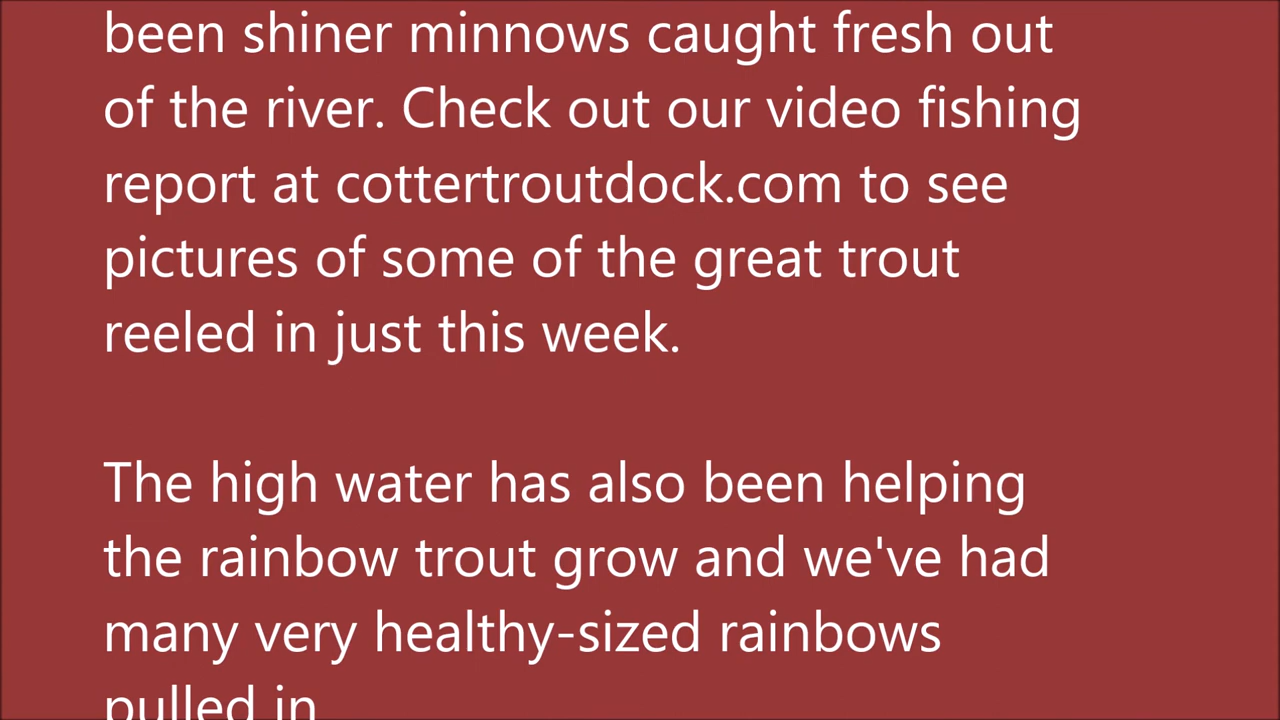 been shiner minnows caught fresh out
of the river. Check out our video fishing
report at cottertroutdock.com to see
pictures of some of the great trout
reeled in just this week.
The high water has also been helping
the rainbow trout grow and we've had
many very healthy-sized rainbows
pulled in